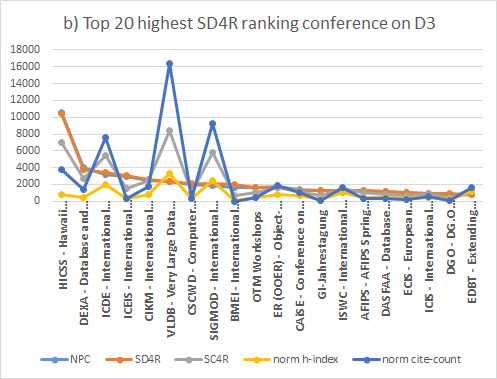 b) Top 20 highest SD4R ranking conference on D3
18000
16000
14000
12000
10000
8000
6000
4000
2000
0
HICSS - Hawaii...
DEXA - Database and...
ICDE - International...
ICEIS - International...
CIKM - International...
VLDB - Very Large Data...
CSCWD - Computer...
SIGMOD - International...
BMEI - International...
OTM Workshops
ER (OOER) - Object-...
CAiSE - Conference on...
GI-Jahrestagung
ISWC - International...
AFIPS - AFIPS Spring...
DASFAA - Database...
ECIS - European...
ICIS - International...
DG.O - DG.O...
EDBT - Extending...
NPC SD4R SC4R norm h-index norm cite-count